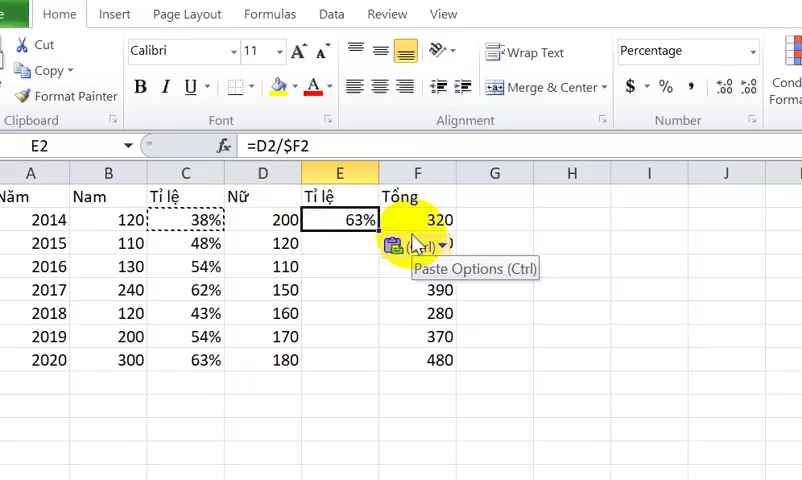 Home Insert Page Layout Formulas Data Review View
Cut
Copy
Format Painter
Clipboard
Calibri 11 A A
B I U A
Font
Wrap Text
Merge & Center
Alignment
Percentage
$ % , .00
Number
Cond
Forma
E2 fx =D2/$F2
A B C D E F G H I J K
Năm Nam Tỉ lệ Nữ Tỉ lệ Tổng
2014 120 38% 200 63% 320
2015 110 48% 120
2016 130 54% 110
2017 240 62% 150 390
2018 120 43% 160 280
2019 200 54% 170 370
2020 300 63% 180 480
(Ctrl)
Paste Options (Ctrl)